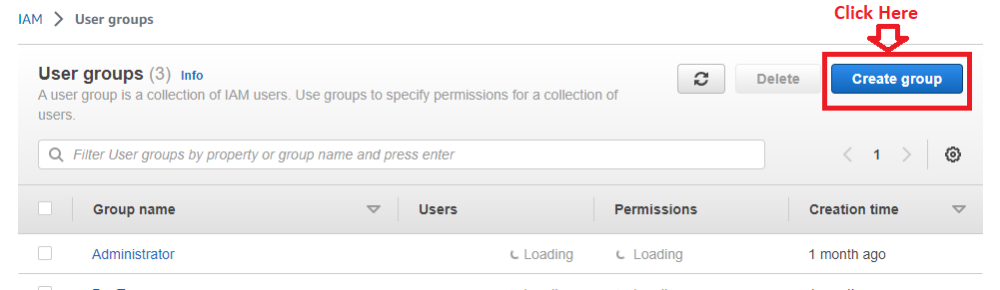 IAM > User groups
Click Here
User groups (3) Info
Delete
Create group
A user group is a collection of IAM users. Use groups to specify permissions for a collection of
users.
Filter User groups by property or group name and press enter
1
Group name Users Permissions Creation time
Administrator Loading Loading 1 month ago